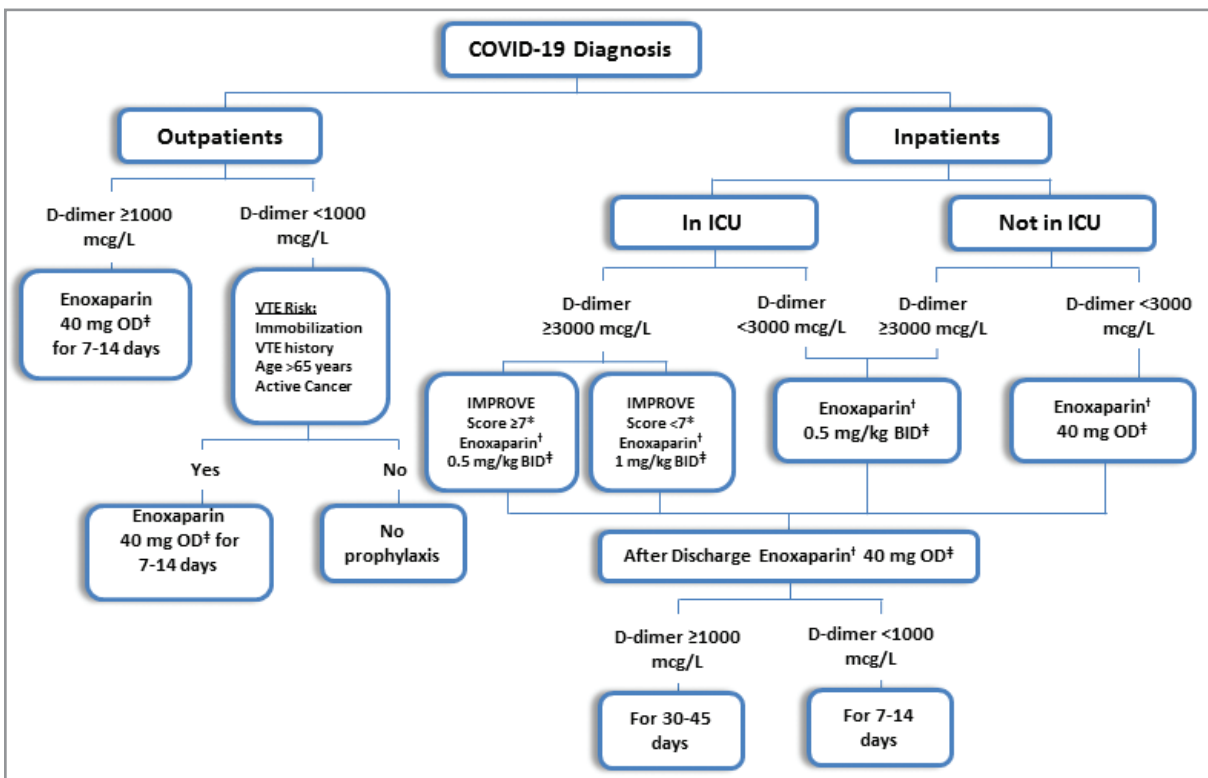 COVID-19 Diagnosis
Outpatients
Inpatients
D-dimer ≥1000
mcg/L
D-dimer <1000
mcg/L
In ICU
Not in ICU
Enoxaparin
40 mg OD‡
for 7-14 days
VTE Risk:
Immobilization
VTE history
Age >65 years
Active Cancer
D-dimer
≥3000 mcg/L
D-dimer
<3000 mcg/L
D-dimer
≥3000 mcg/L
D-dimer <3000
mcg/L
IMPROVE
Score ≥7*
Enoxaparin†
0.5 mg/kg BID‡
IMPROVE
Score <7*
Enoxaparin†
1 mg/kg BID‡
Enoxaparin†
0.5 mg/kg BID‡
Enoxaparin†
40 mg OD‡
Yes
No
Enoxaparin
40 mg OD‡ for
7-14 days
No
prophylaxis
After Discharge Enoxaparin† 40 mg OD‡
D-dimer ≥1000
mcg/L
D-dimer <1000
mcg/L
For 30-45
days
For 7-14
days